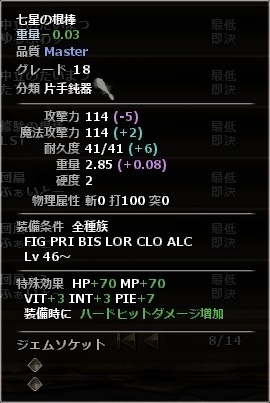 七星の棍棒
重量 - 0.03
品質 Master
グレード 18
分類 片手鈍器
攻撃力 114 (-5)
魔法攻撃力 114 (+2)
耐久度 41/41 (+6)
重量 2.85 (+0.08)
硬度 2
物理属性 斬0 打100 突0
装備条件 全種族
FIG PRI BIS LOR CLO ALC
Lv 46~
特殊効果 HP+70 MP+70
VIT+3 INT+3 PIE+7
装備時に ハードヒットダメージ増加
ジェムソケット
8/14
最低
即決
最低
即決
最低
即決
最低
即決